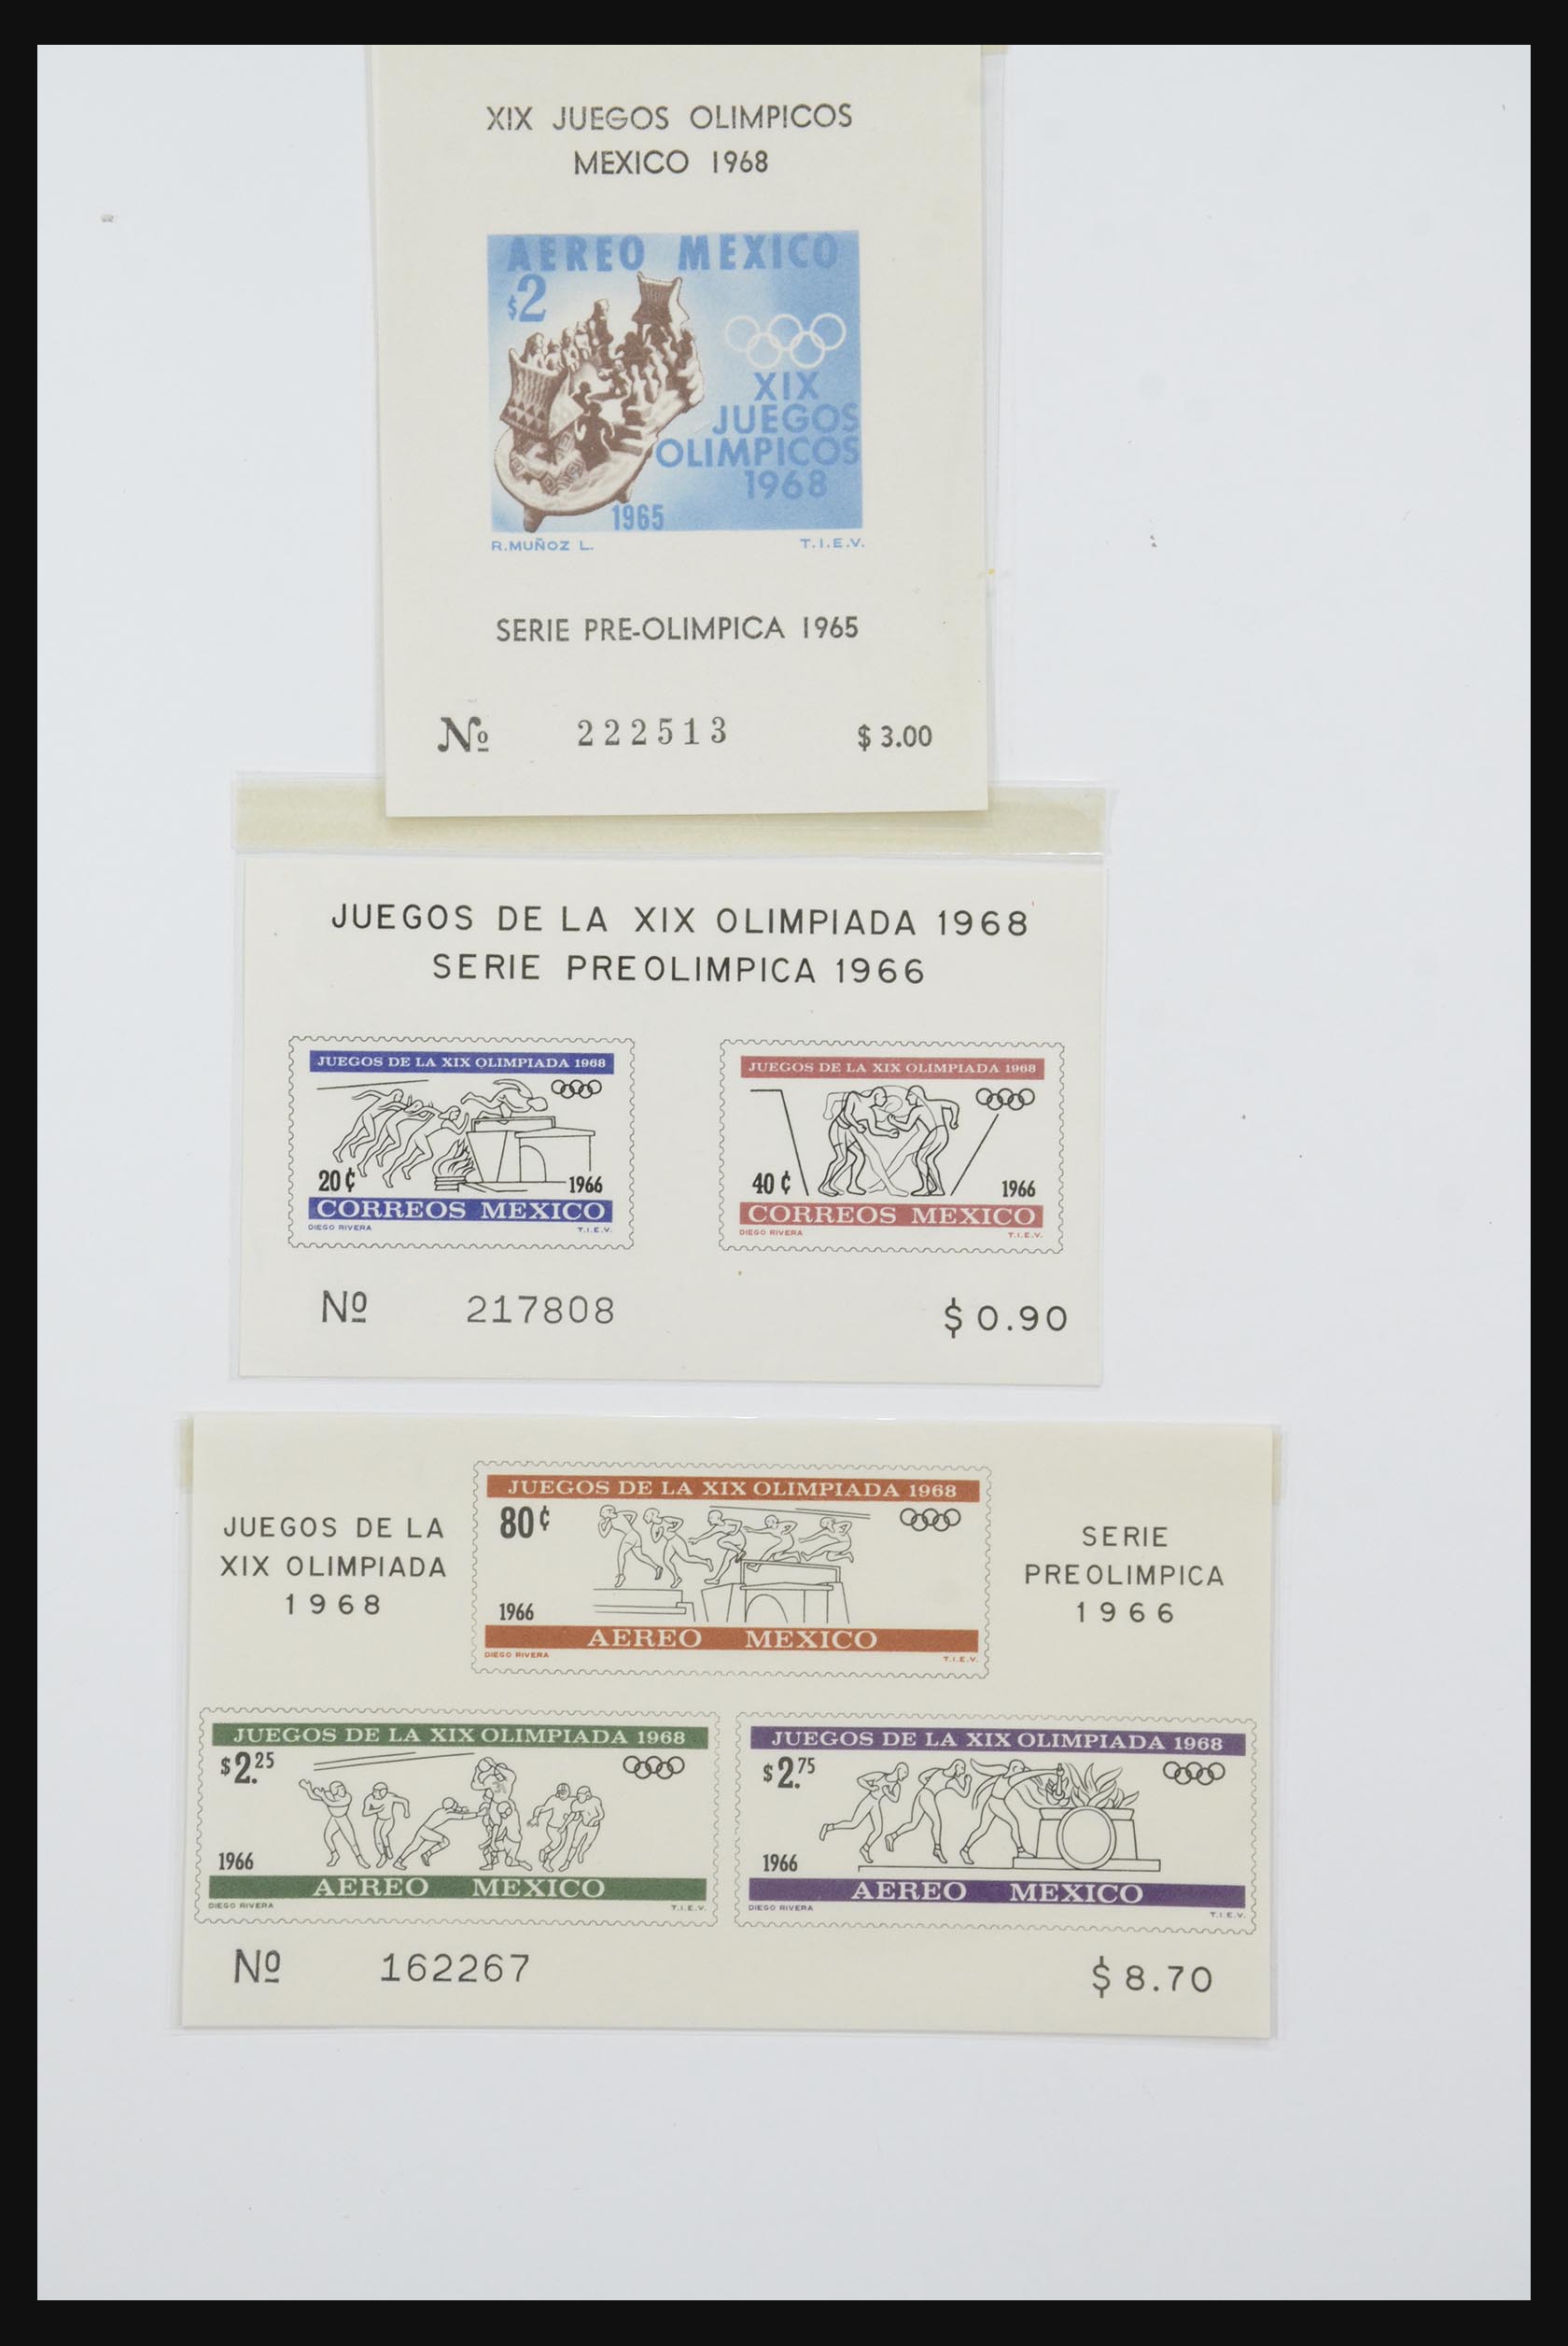 XIX JUEGOS OLIMPICOS
MEXICO 1968
AEREO MEXICO
$2
XIX
JUEGOS
OLIMPICOS
1968
1965
R.MUÑOZ L. T.I.E.V.
SERIE PRE-OLIMPICA 1965
Nº 222513 $ 3.00
JUEGOS DE LA XIX OLIMPIADA 1968
SERIE PREOLIMPICA 1966
JUEGOS DE LA XIX OLIMPIADA 1968
20 ¢ 1966
CORREOS MEXICO
DIEGO RIVERA T.I.E.V.
JUEGOS DE LA XIX OLIMPIADA 1968
40 ¢ 1966
CORREOS MEXICO
DIEGO RIVERA T.I.E.V.
Nº 217808 $ 0.90
JUEGOS DE LA
XIX OLIMPIADA
1968
JUEGOS DE LA XIX OLIMPIADA 1968
80 ¢
1966
AEREO MEXICO
DIEGO RIVERA T.I.E.V.
SERIE
PREOLIMPICA
1966
JUEGOS DE LA XIX OLIMPIADA 1968
$2.25
1966
AEREO MEXICO
DIEGO RIVERA T.I.E.V.
JUEGOS DE LA XIX OLIMPIADA 1968
$2.75
1966
AEREO MEXICO
DIEGO RIVERA T.I.E.V.
Nº 162267 $ 8.70